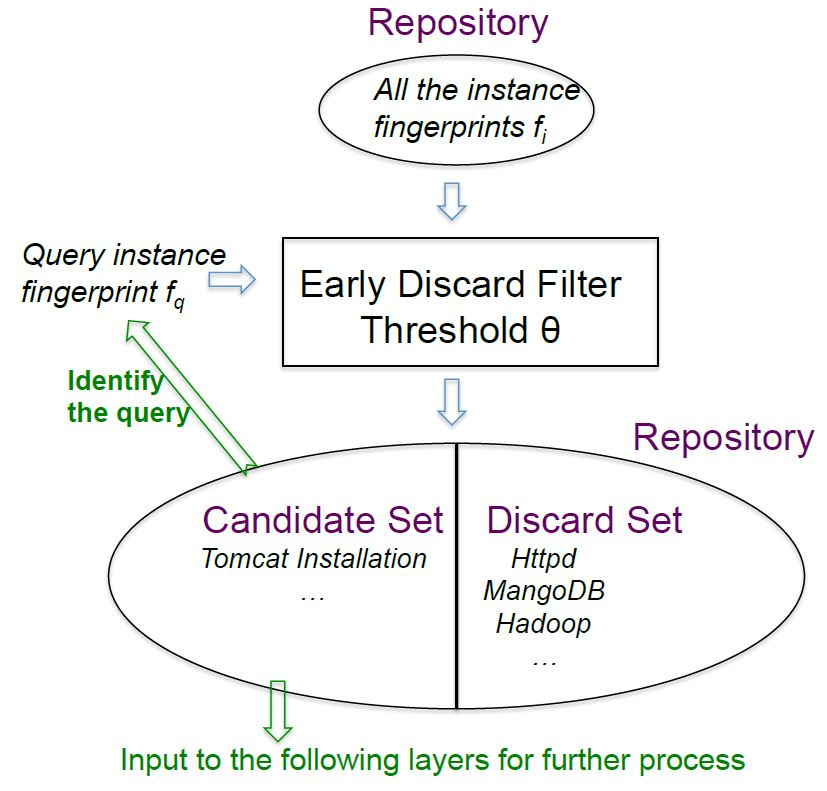 Repository
All the instance
fingerprints fi
Query instance
fingerprint fq
Early Discard Filter
Threshold θ
Identify
the query
Repository
Candidate Set
Tomcat Installation
…
Discard Set
Httpd
MangoDB
Hadoop
…
Input to the following layers for further process